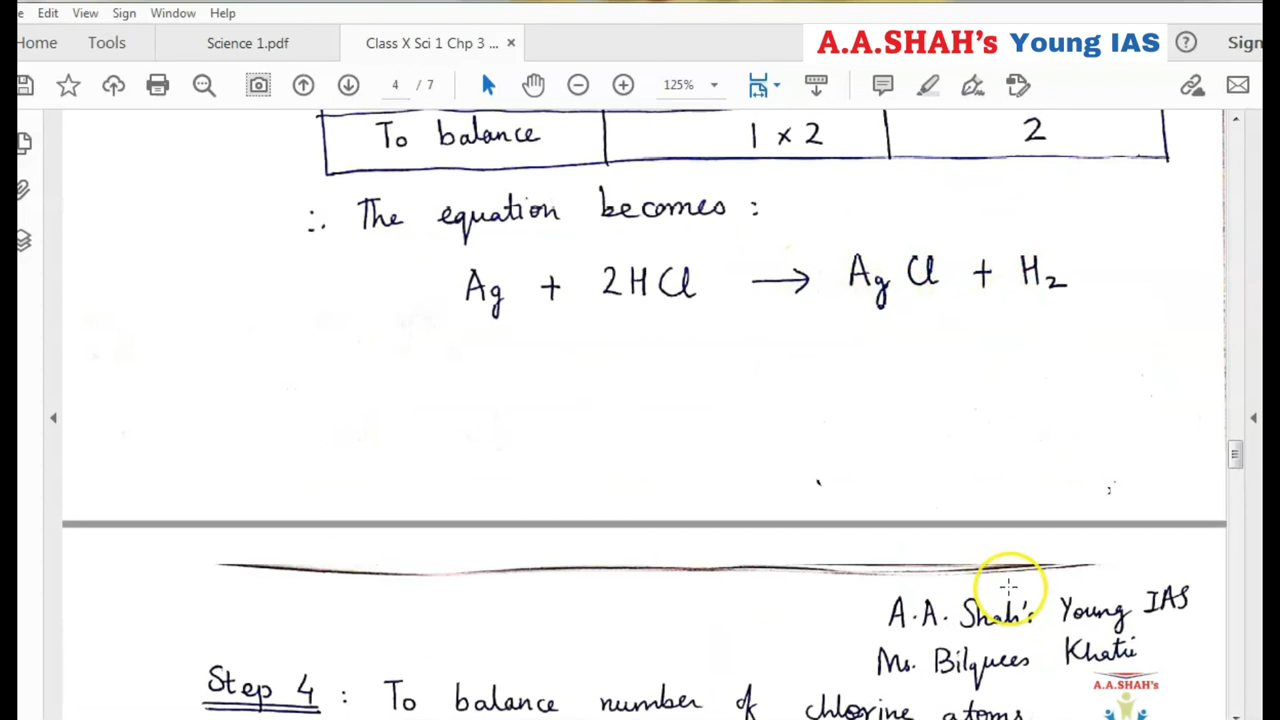 Edit View Sign Window Help
Home Tools Science 1.pdf Class X Sci 1 Chp 3 ... × A.A.SHAH's Young IAS ? Sign
4 / 7 125%
To balance 1 x 2 2
∴ The equation becomes :
Ag + 2HCl → AgCl + H₂
A.A. Shah's Young IAS
Ms. Bilquees Khatri
A.A.SHAH's
Step 4 : To balance number of chlorine atoms